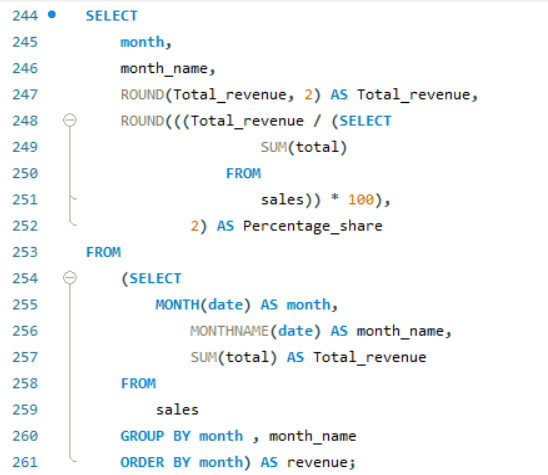 244 SELECT
245 month,
246 month_name,
247 ROUND(Total_revenue, 2) AS Total_revenue,
248 ROUND(((Total_revenue / (SELECT
249 SUM(total)
250 FROM
251 sales)) * 100),
252 2) AS Percentage_share
253 FROM
254 (SELECT
255 MONTH(date) AS month,
256 MONTHNAME(date) AS month_name,
257 SUM(total) AS Total_revenue
258 FROM
259 sales
260 GROUP BY month , month_name
261 ORDER BY month) AS revenue;